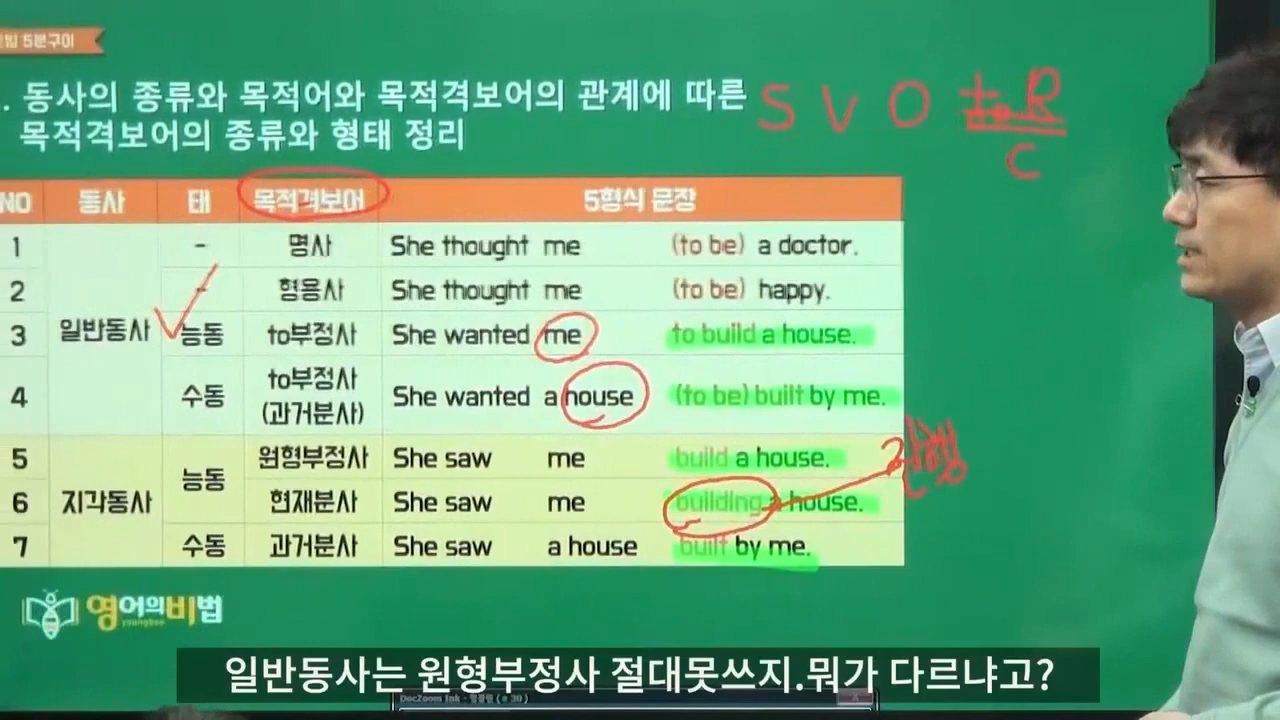 법 5분구이
. 동사의 종류와 목적어와 목적격보어의 관계에 따른
목적격보어의 종류와 형태 정리
S V O to R
C
NO 동사 태 목적격보어 5형식 문장
1 - 명사 She thought me (to be) a doctor.
2 - 형용사 She thought me (to be) happy.
3 일반동사 능동 to부정사 She wanted me to build a house.
4 수동 to부정사 (과거분사) She wanted a house (to be) built by me.
5 능동 원형부정사 She saw me build a house.
6 지각동사 현재분사 She saw me building a house.
진행
7 수동 과거분사 She saw a house built by me.
영어의비법
youngbee
일반동사는 원형부정사 절대못쓰지.뭐가 다르냐고?